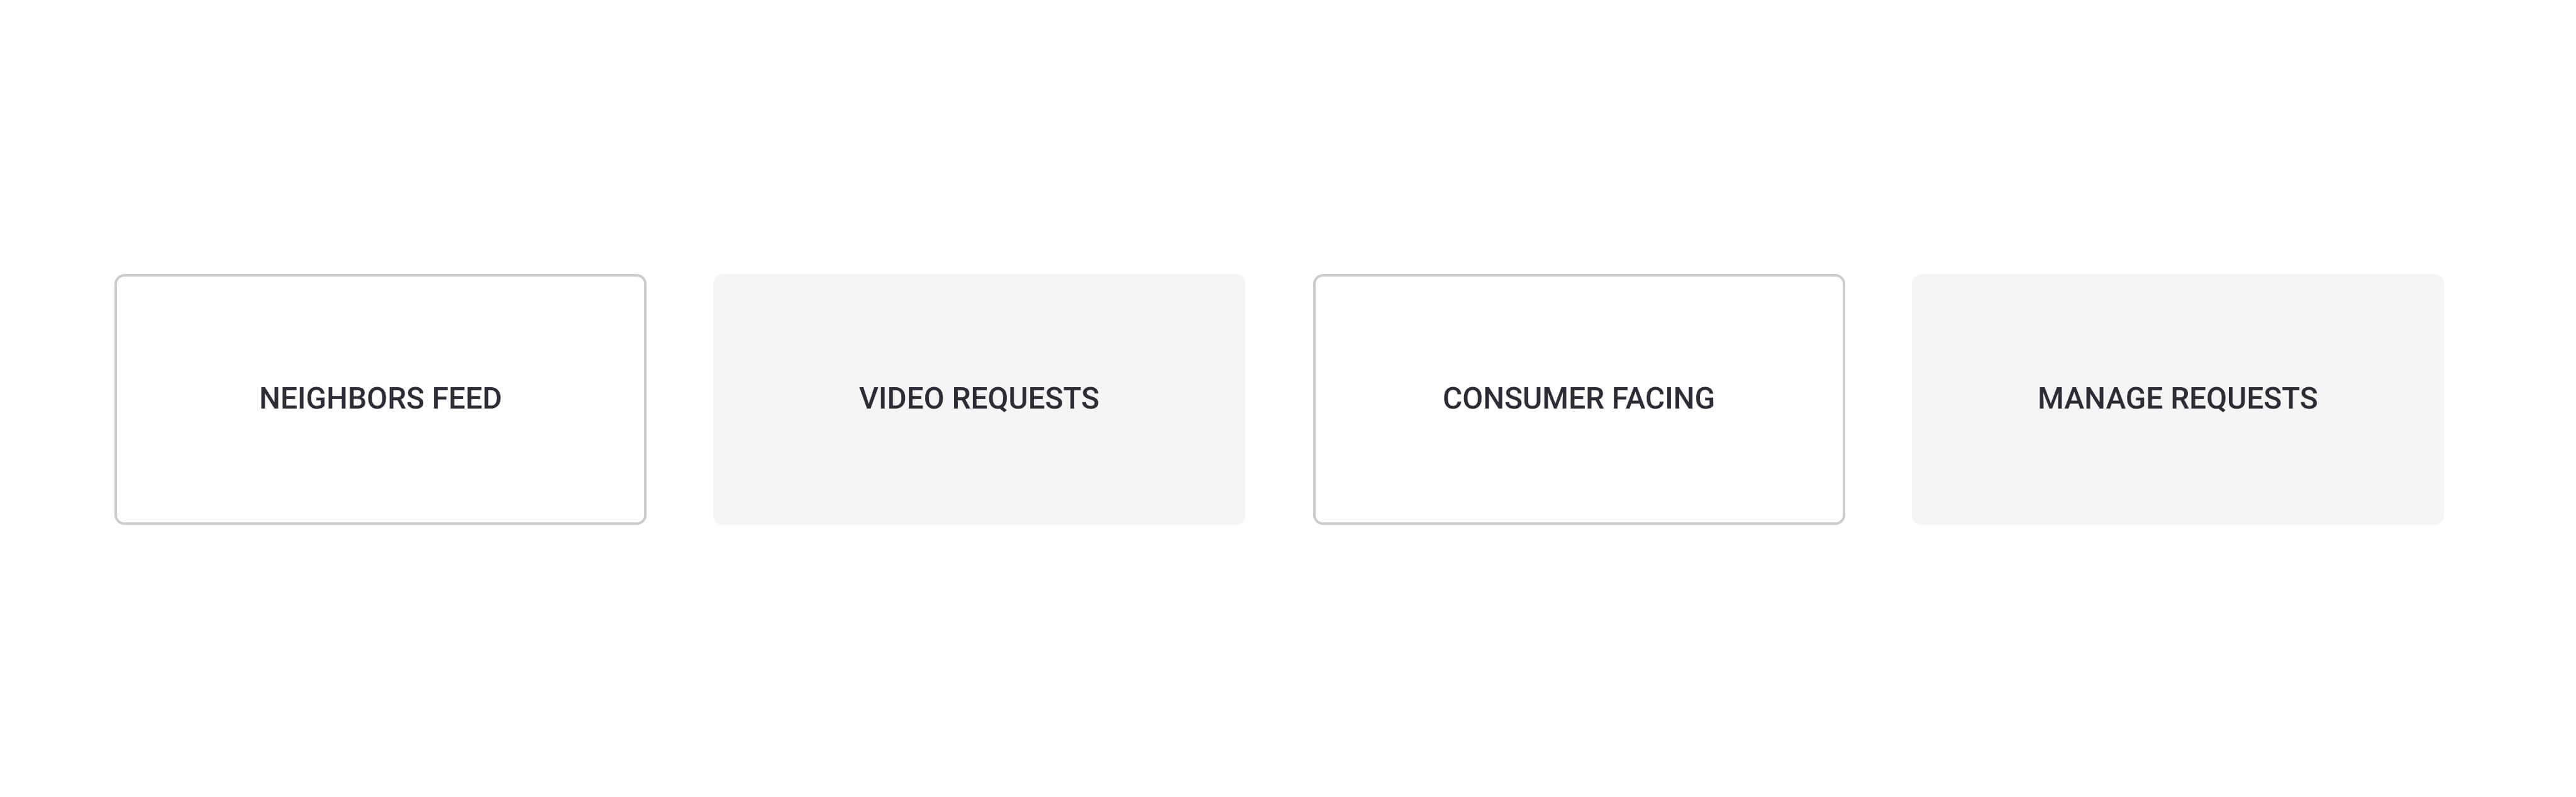 NEIGHBORS FEED
VIDEO REQUESTS
CONSUMER FACING
MANAGE REQUESTS